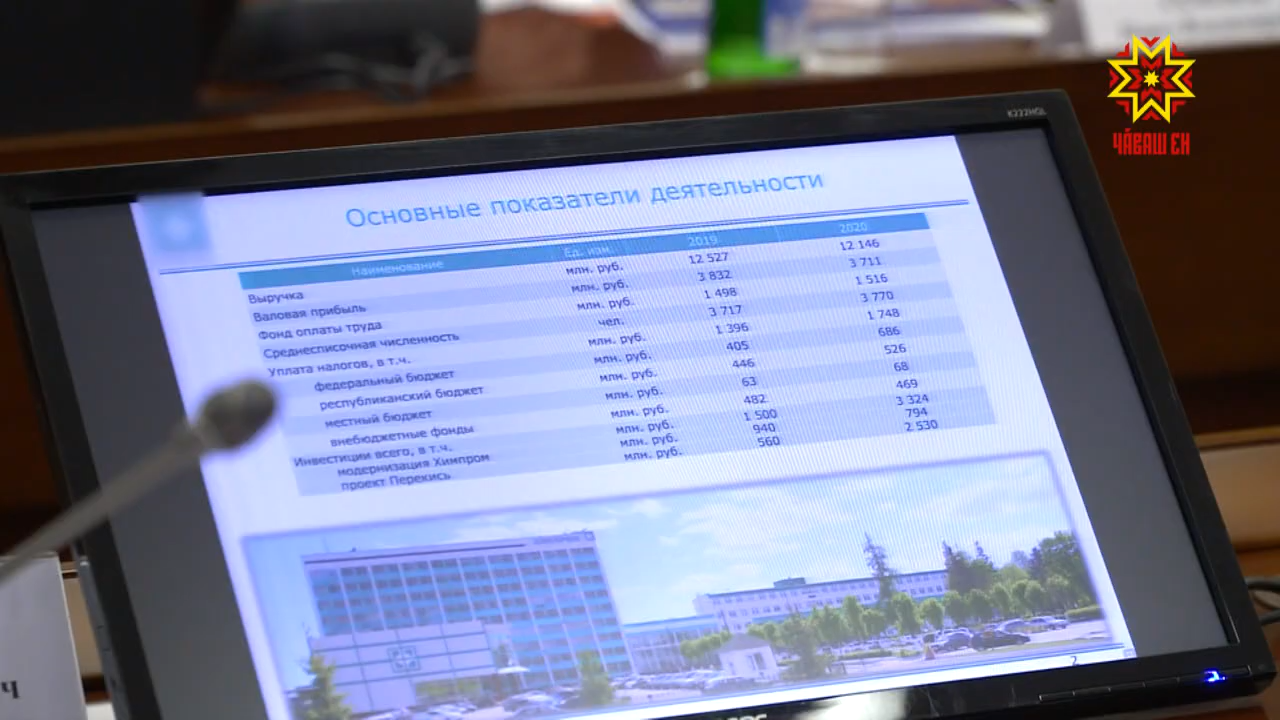 K222HQL
ЧĂВАШ ЕН
Основные показатели деятельности
Наименование Ед. изм. 2019 2020
Выручка млн. руб. 12 527 12 146
Валовая прибыль млн. руб. 3 832 3 711
Фонд оплаты труда млн. руб. 1 498 1 516
Среднесписочная численность чел. 3 717 3 770
Уплата налогов, в т.ч. млн. руб. 1 396 1 748
федеральный бюджет млн. руб. 405 686
республиканский бюджет млн. руб. 446 526
местный бюджет млн. руб. 63 68
внебюджетные фонды млн. руб. 482 469
Инвестиции всего, в т.ч. млн. руб. 1 500 3 324
модернизация Химпром млн. руб. 940 794
проект Перекись млн. руб. 560 2 530
2
ч